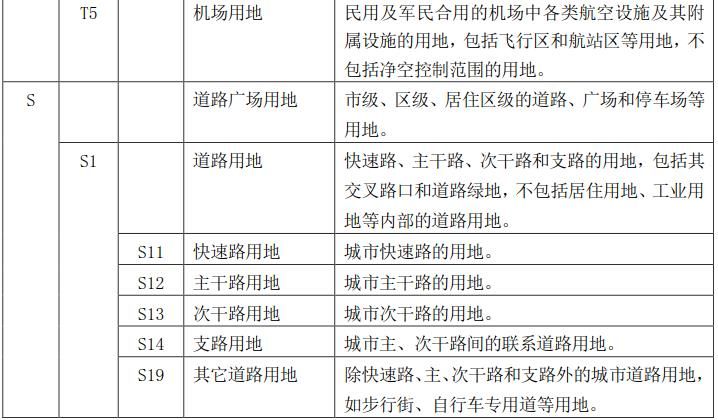 T5 机场用地 民用及军民合用的机场中各类航空设施及其附
属设施的用地，包括飞行区和航站区等用地，不
包括净空控制范围的用地。
S 道路广场用地 市级、区级、居住区级的道路、广场和停车场等
用地。
S1 道路用地 快速路、主干路、次干路和支路的用地，包括其
交叉路口和道路绿地，不包括居住用地、工业用
地等内部的道路用地。
S11 快速路用地 城市快速路的用地。
S12 主干路用地 城市主干路的用地。
S13 次干路用地 城市次干路的用地。
S14 支路用地 城市主、次干路间的联系道路用地。
S19 其它道路用地 除快速路、主、次干路和支路外的城市道路用地，
如步行街、自行车专用道等用地。